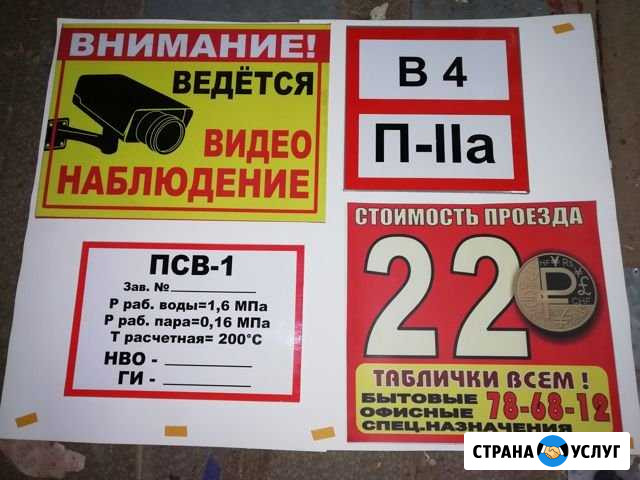 ВНИМАНИЕ!
ВЕДЁТСЯ
ВИДЕО
НАБЛЮДЕНИЕ
В 4
П-IIа
ПСВ-1
Зав. №
Р раб. воды=1,6 МПа
Р раб. пара=0,16 МПа
Т расчетная= 200°С
НВО -
ГИ -
СТОИМОСТЬ ПРОЕЗДА
22
ТАБЛИЧКИ ВСЕМ !
БЫТОВЫЕ
ОФИСНЫЕ 78-68-12
СПЕЦ.НАЗНАЧЕНИЯ
СТРАНА УСЛУГ